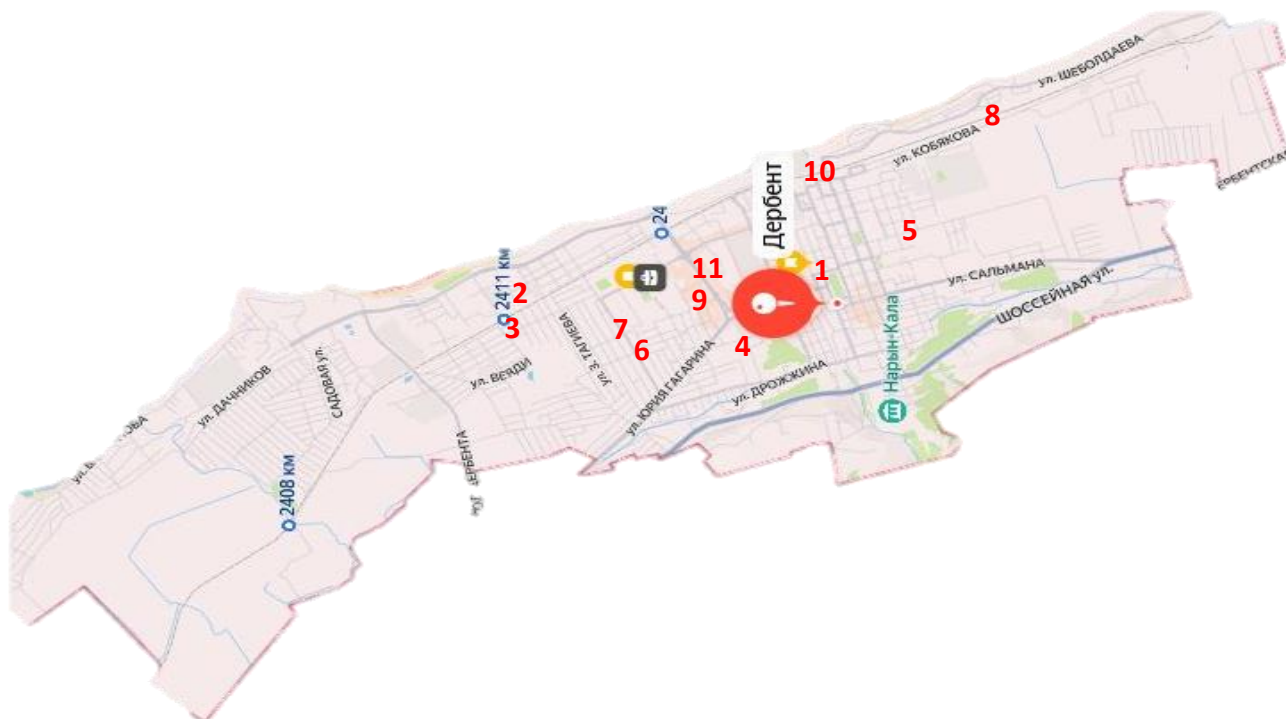 ул. ШЕБОЛДАЕВА
8
ул. КОБЯКОВА
10
Дербент
24
5
11
1
ул. САЛЬМАНА
2411 КМ
2
9
ШОССЕЙНАЯ ул.
3
7
6
4
ул. З. ТАГИЕВА
Нарын-Кала
ул. ВЕЯДИ
ул. ДРОЖЖИНА
ул. ЮРИЯ ГАГАРИНА
САДОВАЯ ул.
ул. ДАЧНИКОВ
2408 КМ